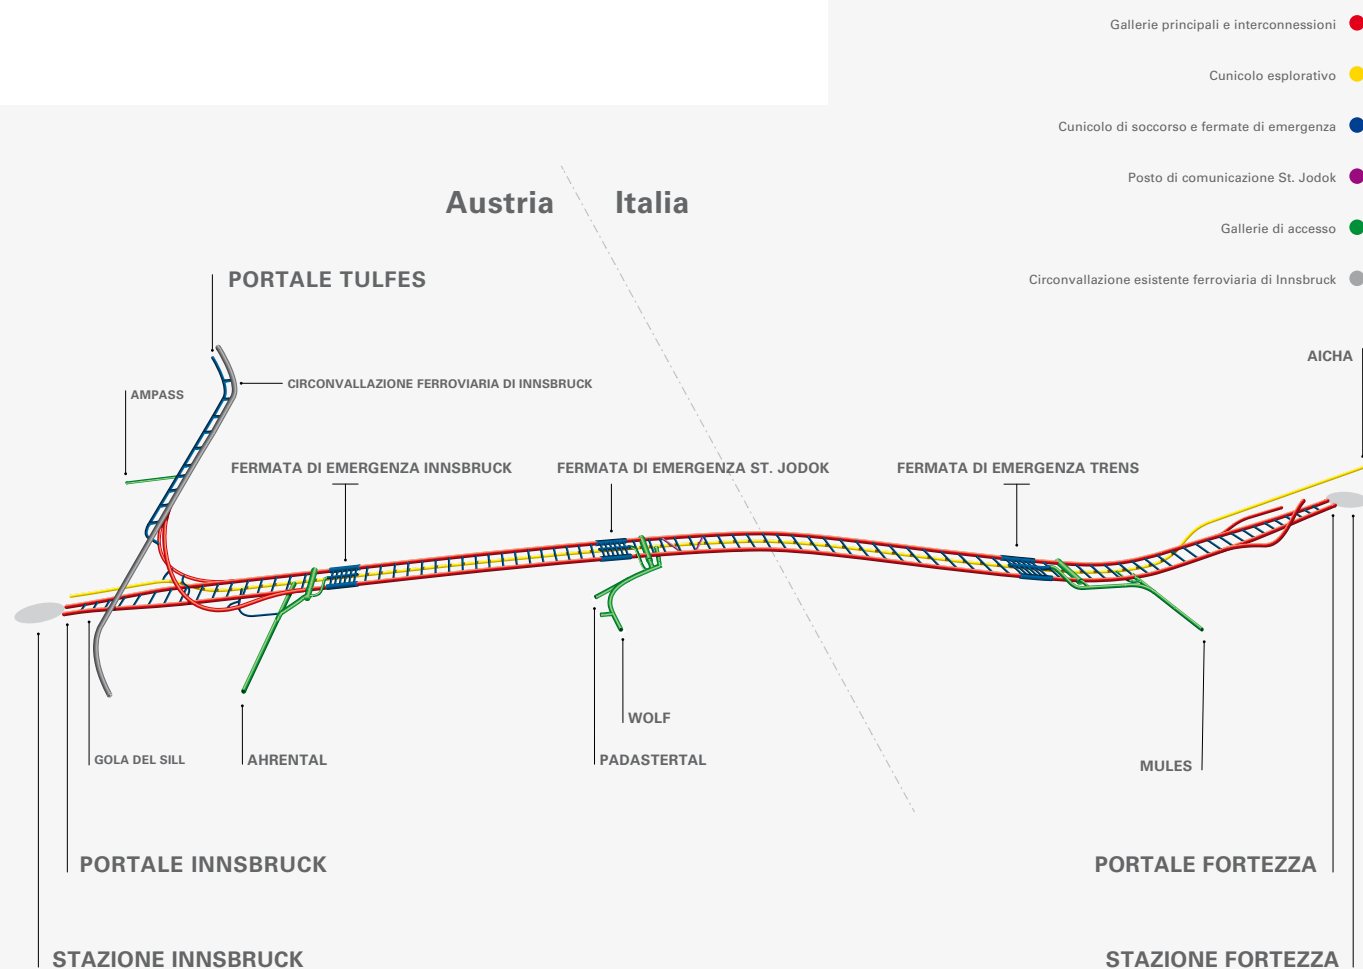 Gallerie principali e interconnessioni
Cunicolo esplorativo
Cunicolo di soccorso e fermate di emergenza
Posto di comunicazione St. Jodok
Gallerie di accesso
Circonvallazione esistente ferroviaria di Innsbruck
Austria
Italia
PORTALE TULFES
AICHA
CIRCONVALLAZIONE FERROVIARIA DI INNSBRUCK
AMPASS
FERMATA DI EMERGENZA INNSBRUCK
FERMATA DI EMERGENZA ST. JODOK
FERMATA DI EMERGENZA TRENS
WOLF
GOLA DEL SILL
AHRENTAL
PADASTERTAL
MULES
PORTALE INNSBRUCK
PORTALE FORTEZZA
STAZIONE INNSBRUCK
STAZIONE FORTEZZA